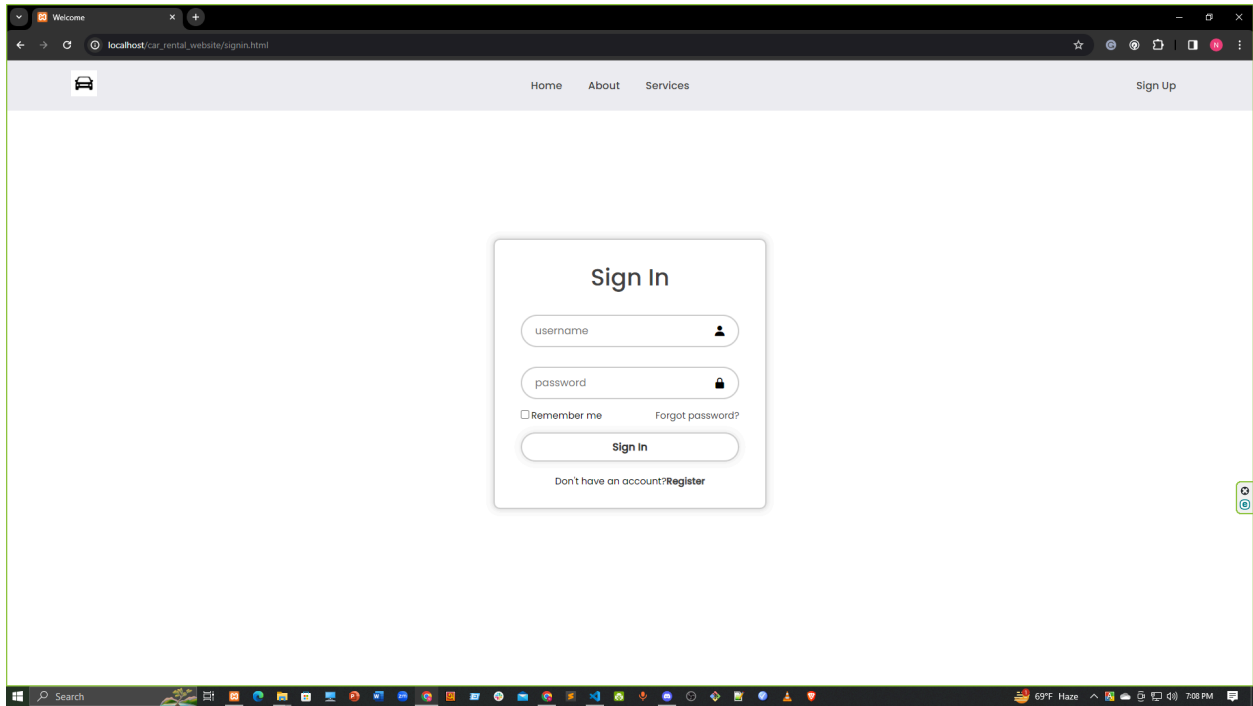 Welcome
localhost/car_rental_website/signin.html
N
Home About Services Sign Up
Sign In
username
password
Remember me Forgot password?
Sign In
Don't have an account?Register
Search
69°F Haze 7:08 PM